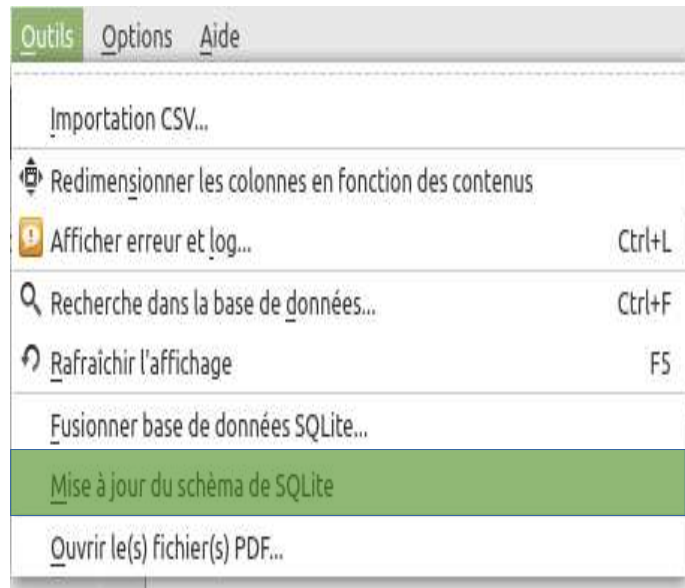 Outils Options Aide
Importation CSV...
Redimensionner les colonnes en fonction des contenus
Afficher erreur et log... Ctrl+L
Recherche dans la base de données... Ctrl+F
Rafraîchir l'affichage F5
Fusionner base de données SQLite...
Mise à jour du schèma de SQLite
Ouvrir le(s) fichier(s) PDF...